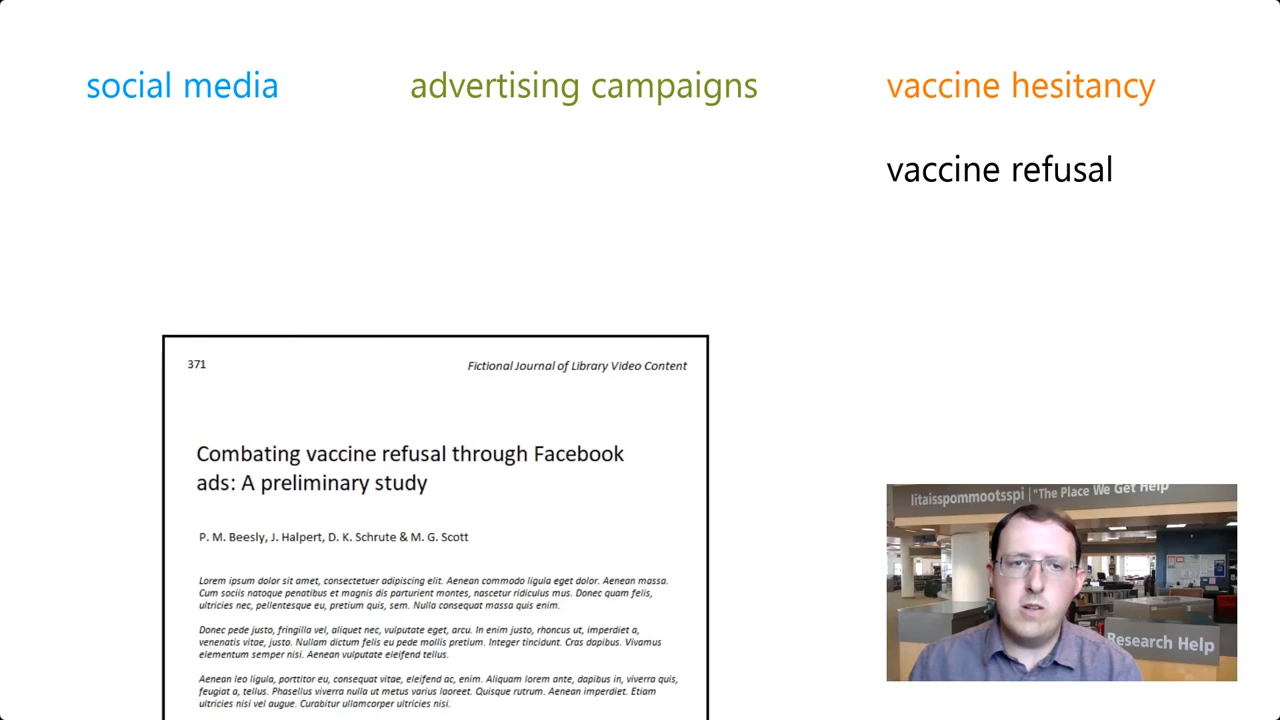 social media
advertising campaigns
vaccine hesitancy
vaccine refusal
371
Fictional Journal of Library Video Content
Combating vaccine refusal through Facebook
ads: A preliminary study
P. M. Beesly, J. Halpert, D. K. Schrute & M. G. Scott
Lorem ipsum dolor sit amet, consectetuer adipiscing elit. Aenean commodo ligula eget dolor. Aenean massa.
Cum sociis natoque penatibus et magnis dis parturient montes, nascetur ridiculus mus. Donec quam felis,
ultricies nec, pellentesque eu, pretium quis, sem. Nulla consequat massa quis enim.
Donec pede justo, fringilla vel, aliquet nec, vulputate eget, arcu. In enim justo, rhoncus ut, imperdiet a,
venenatis vitae, justo. Nullam dictum felis eu pede mollis pretium. Integer tincidunt. Cras dapibus. Vivamus
elementum semper nisi. Aenean vulputate eleifend tellus.
Aenean leo ligula, porttitor eu, consequat vitae, eleifend ac, enim. Aliquam lorem ante, dapibus in, viverra quis,
feugiat a, tellus. Phasellus viverra nulla ut metus varius laoreet. Quisque rutrum. Aenean imperdiet. Etiam
ultricies nisi vel augue. Curabitur ullamcorper ultricies nisi.
"The Place We Get Help
Research Help